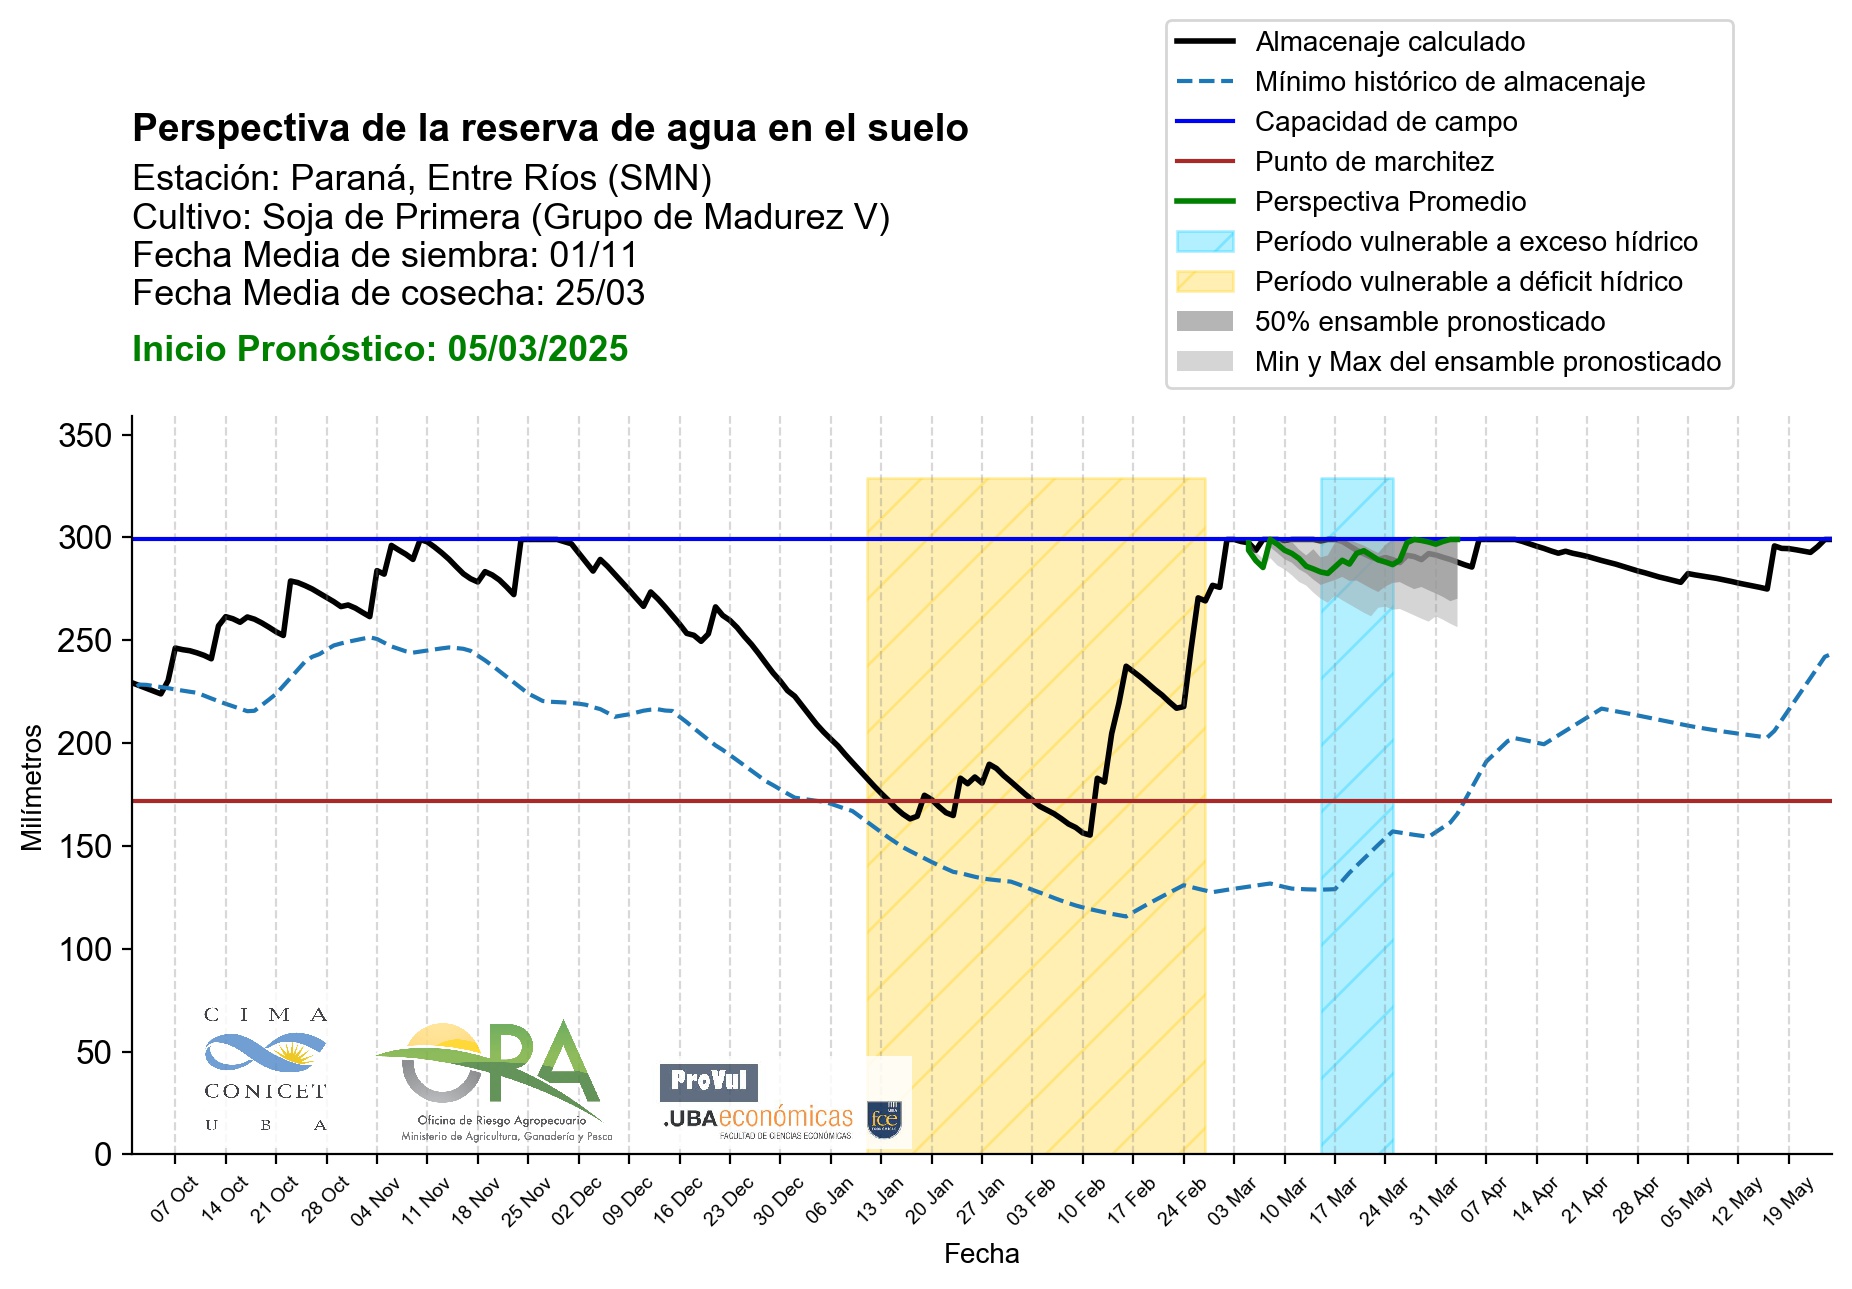 Almacenaje calculado
Mínimo histórico de almacenaje
Capacidad de campo
Punto de marchitez
Perspectiva Promedio
Período vulnerable a exceso hídrico
Período vulnerable a déficit hídrico
50% ensamble pronosticado
Min y Max del ensamble pronosticado
Perspectiva de la reserva de agua en el suelo
Estación: Paraná, Entre Ríos (SMN)
Cultivo: Soja de Primera (Grupo de Madurez V)
Fecha Media de siembra: 01/11
Fecha Media de cosecha: 25/03
Inicio Pronóstico: 05/03/2025
350
300
250
200
150
100
50
0
Milímetros
C I M A
CONICET
U B A
ORA
Oficina de Riesgo Agropecuario
Ministerio de Agricultura, Ganadería y Pesca
ProVul
.UBAeconómicas
FACULTAD DE CIENCIAS ECONÓMICAS
UBA
fce
07 Oct
14 Oct
21 Oct
28 Oct
04 Nov
11 Nov
18 Nov
25 Nov
02 Dec
09 Dec
16 Dec
23 Dec
30 Dec
06 Jan
13 Jan
20 Jan
27 Jan
03 Feb
10 Feb
17 Feb
24 Feb
03 Mar
10 Mar
17 Mar
24 Mar
31 Mar
07 Apr
14 Apr
21 Apr
28 Apr
05 May
12 May
19 May
Fecha